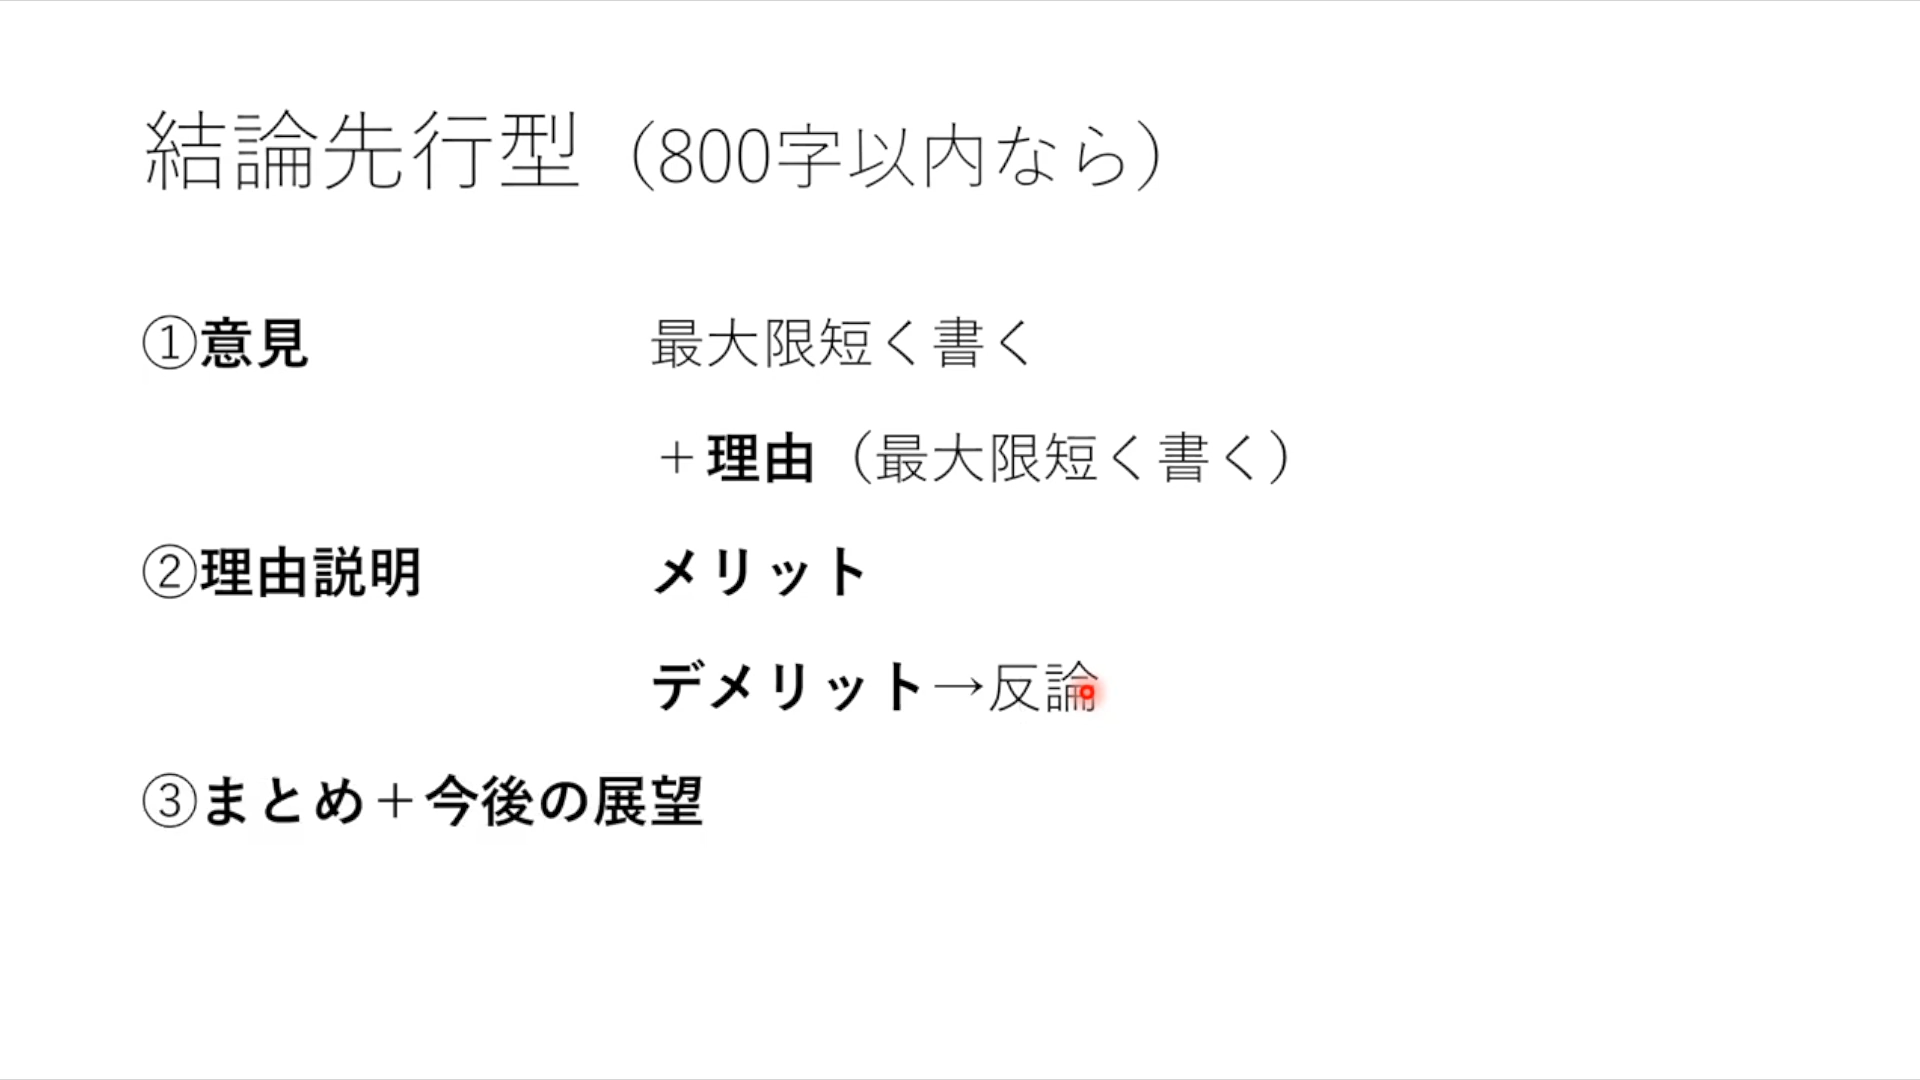 結論先行型（800字以内なら）
①意見 最大限短く書く
＋理由（最大限短く書く）
②理由説明 メリット
デメリット→反論
③まとめ＋今後の展望